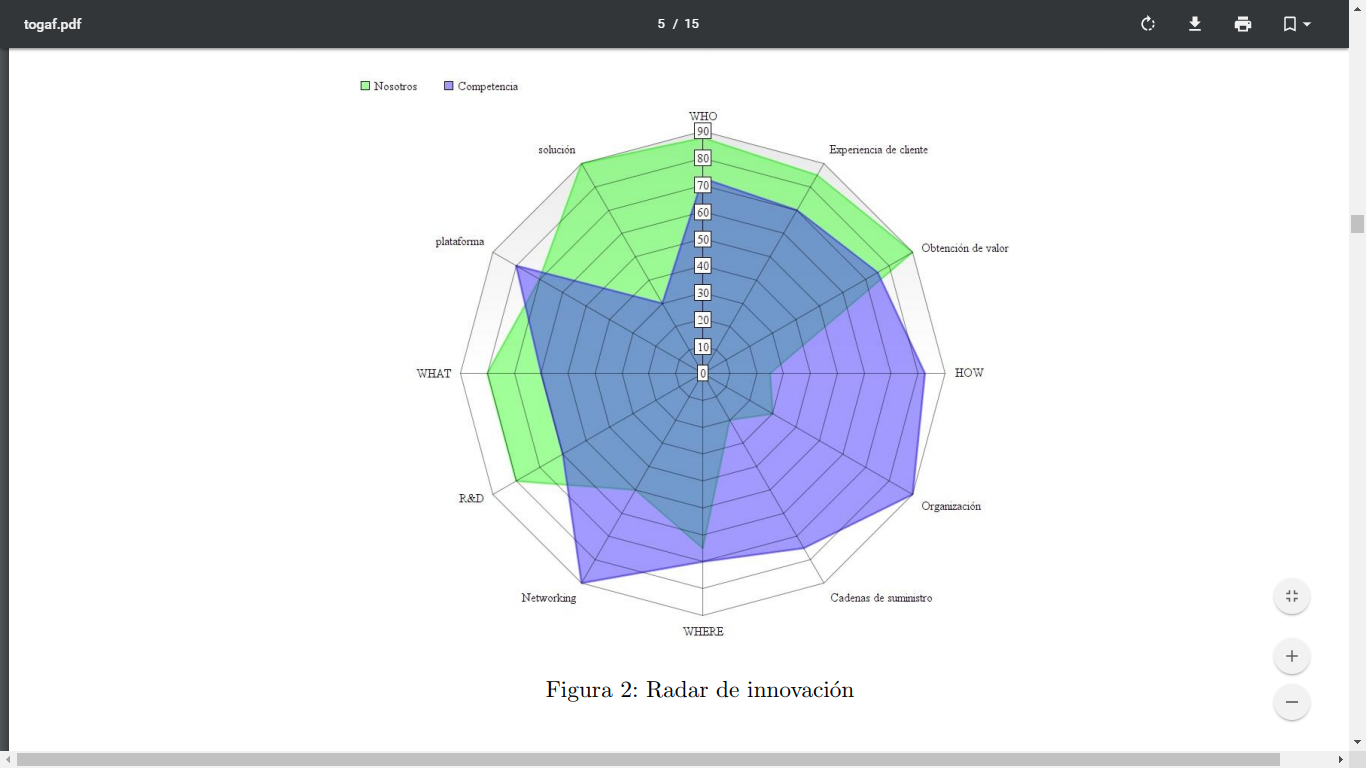 togaf.pdf
5 / 15
Nosotros
Competencia
WHO
90
80
70
60
50
40
30
20
10
0
Experiencia de cliente
Obtención de valor
HOW
Organización
Cadenas de suministro
WHERE
Networking
R&D
WHAT
plataforma
solución
Figura 2: Radar de innovación